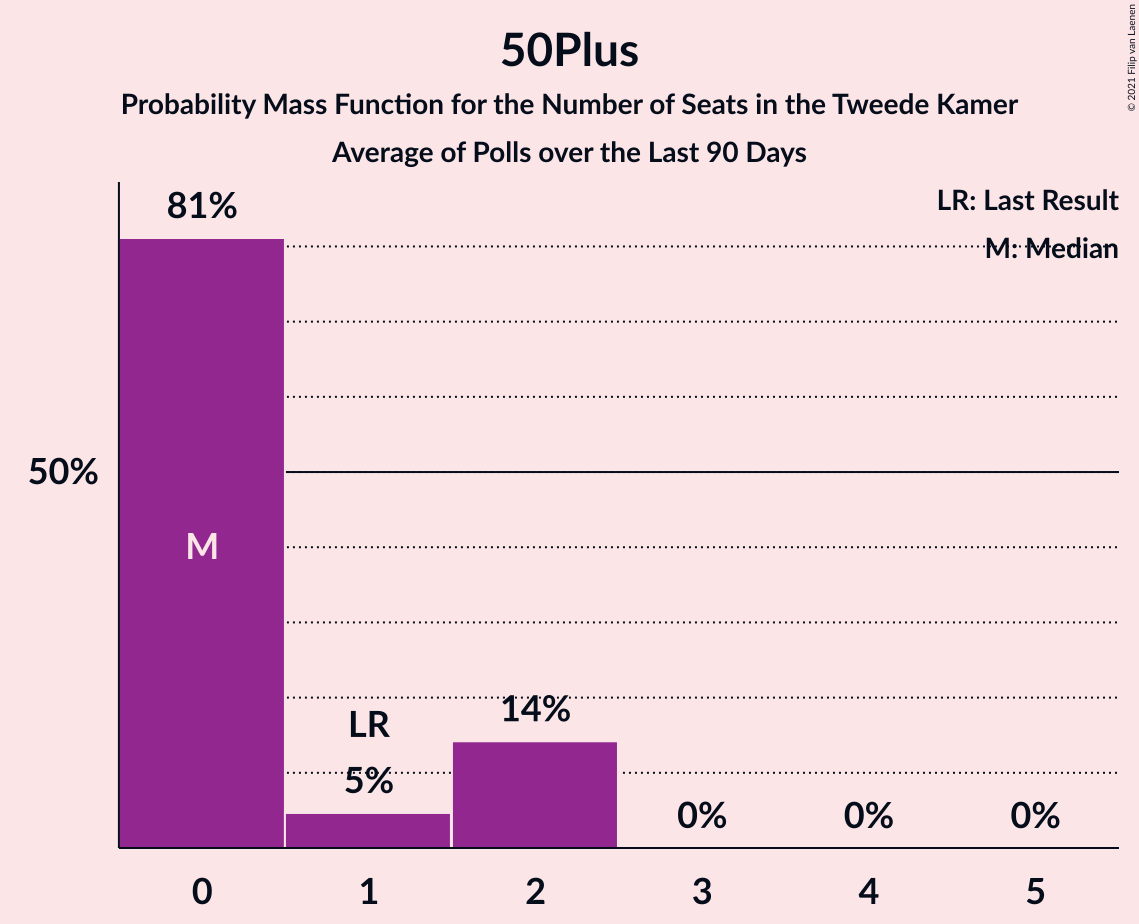 50Plus
Probability Mass Function for the Number of Seats in the Tweede Kamer
Average of Polls over the Last 90 Days
© 2021 Filip van Laenen
LR: Last Result
M: Median
81%
50%
M
LR
5%
14%
0%
0%
0%
0
1
2
3
4
5